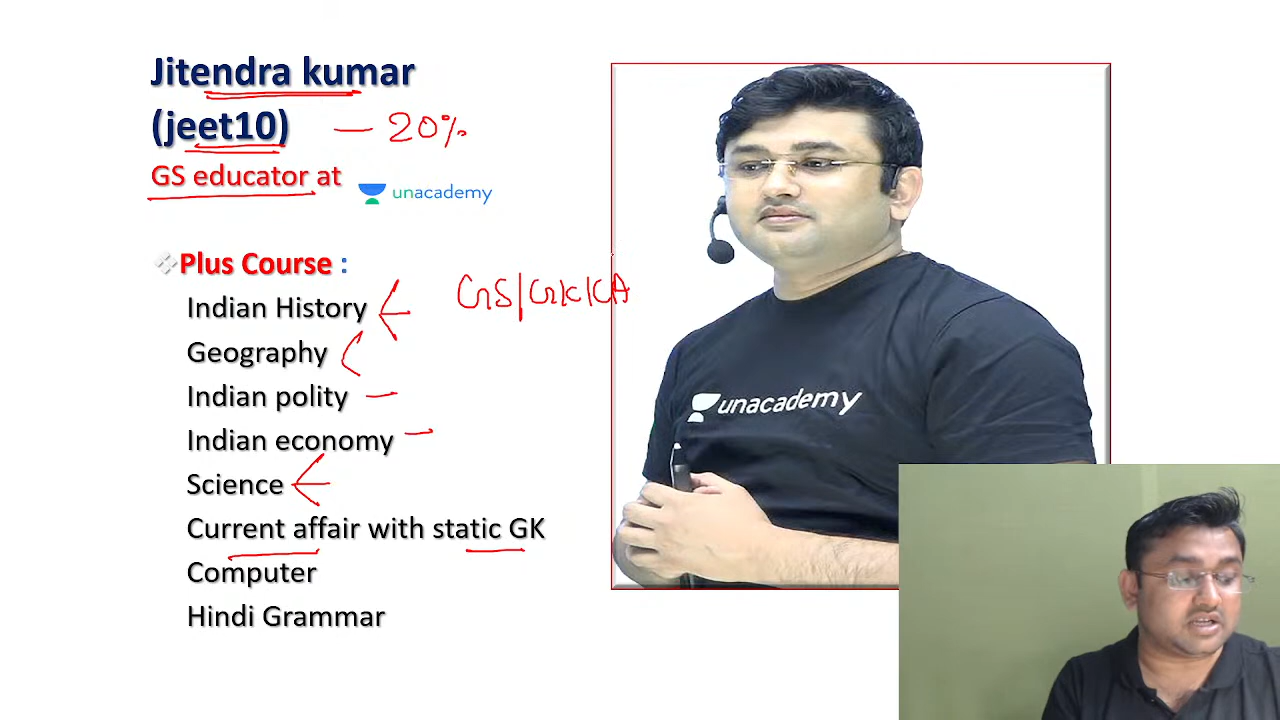 Jitendra kumar
(jeet10) — 20%
GS educator at
unacademy
Plus Course :
Indian History
GS/GK/CA
Geography
Indian polity
Indian economy
Science
Current affair with static GK
Computer
Hindi Grammar
unacademy